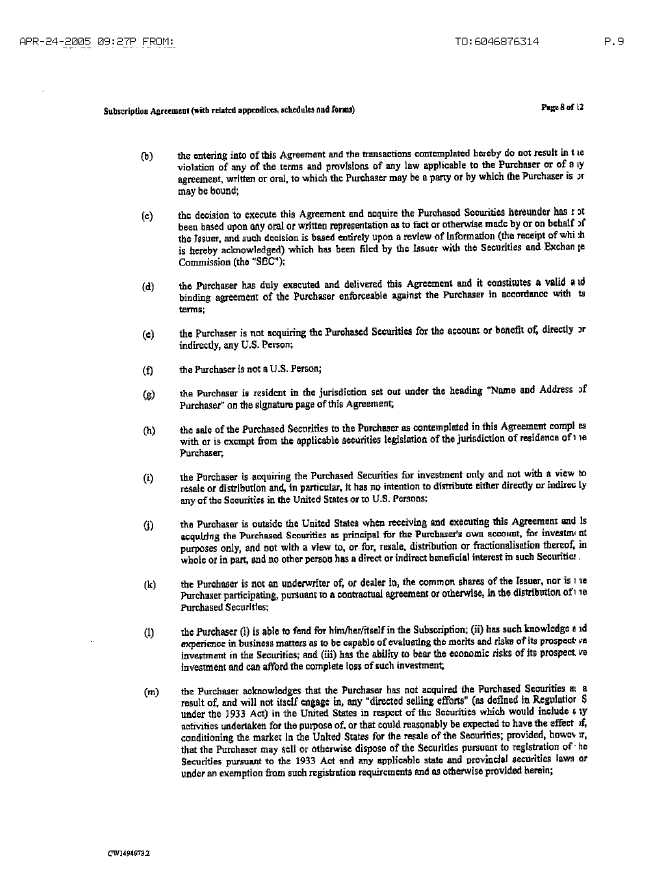 APR-24-2005 09:27P FROM: TO:6046876314 P.9
Subscription Agreement (with related appendices, schedules and forms) Page 8 of 12
(b) the entering into of this Agreement and the transactions contemplated hereby do not result in the
violation of any of the terms and provisions of any law applicable to the Purchaser or of any
agreement, written or oral, to which the Purchaser may be a party or by which the Purchaser is or
may be bound;
(c) the decision to execute this Agreement and acquire the Purchased Securities hereunder has not
been based upon any oral or written representation as to fact or otherwise made by or on behalf of
the Issuer, and such decision is based entirely upon a review of information (the receipt of which
is hereby acknowledged) which has been filed by the Issuer with the Securities and Exchange
Commission (the "SEC");
(d) the Purchaser has duly executed and delivered this Agreement and it constitutes a valid and
binding agreement of the Purchaser enforceable against the Purchaser in accordance with its
terms;
(e) the Purchaser is not acquiring the Purchased Securities for the account or benefit of, directly or
indirectly, any U.S. Person;
(f) the Purchaser is not a U.S. Person;
(g) the Purchaser is resident in the jurisdiction set out under the heading "Name and Address of
Purchaser" on the signature page of this Agreement;
(h) the sale of the Purchased Securities to the Purchaser as contemplated in this Agreement complies
with or is exempt from the applicable securities legislation of the jurisdiction of residence of the
Purchaser;
(i) the Purchaser is acquiring the Purchased Securities for investment only and not with a view to
resale or distribution and, in particular, it has no intention to distribute either directly or indirectly
any of the Securities in the United States or to U.S. Persons;
(j) the Purchaser is outside the United States when receiving and executing this Agreement and is
acquiring the Purchased Securities as principal for the Purchaser's own account, for investment
purposes only, and not with a view to, or for, resale, distribution or fractionalisation thereof, in
whole or in part, and no other person has a direct or indirect beneficial interest in such Securities.
(k) the Purchaser is not an underwriter of, or dealer in, the common shares of the Issuer, nor is the
Purchaser participating, pursuant to a contractual agreement or otherwise, in the distribution of the
Purchased Securities;
(l) the Purchaser (i) is able to fend for him/her/itself in the Subscription; (ii) has such knowledge and
experience in business matters as to be capable of evaluating the merits and risks of its prospective
investment in the Securities; and (iii) has the ability to bear the economic risks of its prospective
investment and can afford the complete loss of such investment;
(m) the Purchaser acknowledges that the Purchaser has not acquired the Purchased Securities as a
result of, and will not itself engage in, any "directed selling efforts" (as defined in Regulation S
under the 1933 Act) in the United States in respect of the Securities which would include any
activities undertaken for the purpose of, or that could reasonably be expected to have the effect of,
conditioning the market in the United States for the resale of the Securities; provided, however,
that the Purchaser may sell or otherwise dispose of the Securities pursuant to registration of the
Securities pursuant to the 1933 Act and any applicable state and provincial securities laws or
under an exemption from such registration requirements and as otherwise provided herein;
CW1494673.2